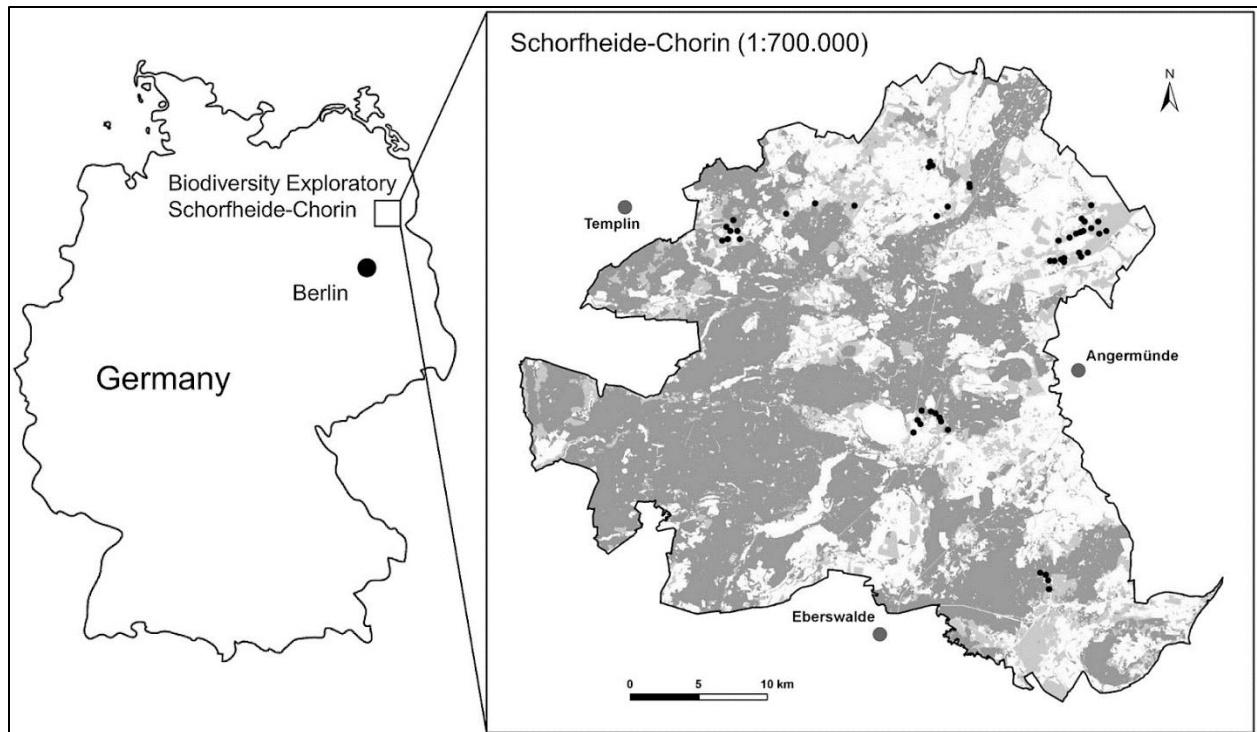 Biodiversity Exploratory
Schorfheide-Chorin
Berlin
Germany
Schorfheide-Chorin (1:700.000)
N
Templin
Angermünde
Eberswalde
0 5 10 km